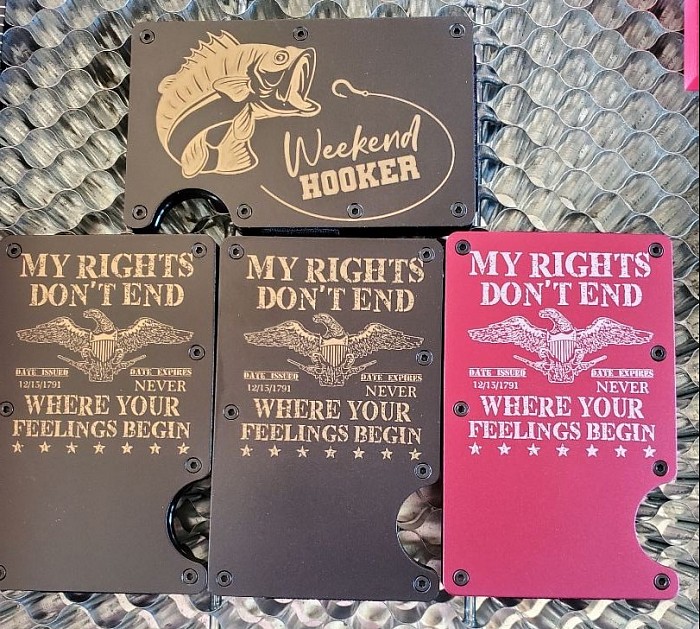 Weekend
HOOKER
MY RIGHTS
DON'T END
DATE ISSUED DATE EXPIRES
12/15/1791 NEVER
WHERE YOUR
FEELINGS BEGIN
MY RIGHTS
DON'T END
DATE ISSUED DATE EXPIRES
12/15/1791 NEVER
WHERE YOUR
FEELINGS BEGIN
MY RIGHTS
DON'T END
DATE ISSUED DATE EXPIRES
12/15/1791 NEVER
WHERE YOUR
FEELINGS BEGIN